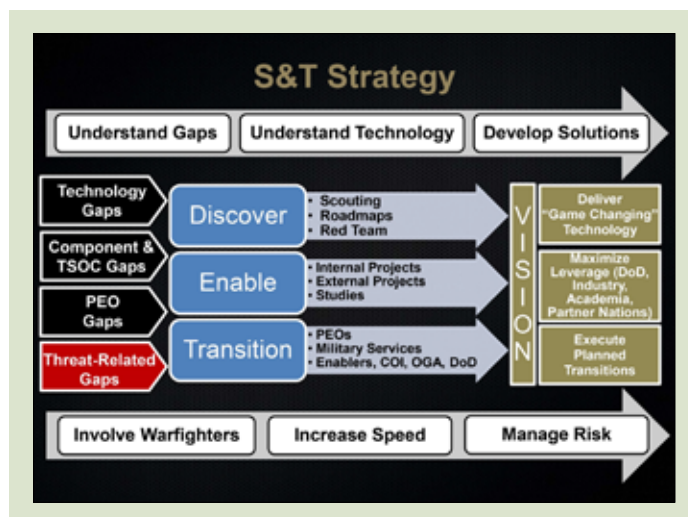 S&T Strategy
Understand Gaps
Understand Technology
Develop Solutions
Technology
Gaps
Component &
TSOC Gaps
PEO
Gaps
Threat-Related
Gaps
Discover
• Scouting
• Roadmaps
• Red Team
Enable
• Internal Projects
• External Projects
• Studies
Transition
• PEOs
• Military Services
• Enablers, COI, OGA, DoD
VISION
Deliver
"Game Changing"
Technology
Maximize
Leverage (DoD,
Industry,
Academia,
Partner Nations)
Execute
Planned
Transitions
Involve Warfighters
Increase Speed
Manage Risk